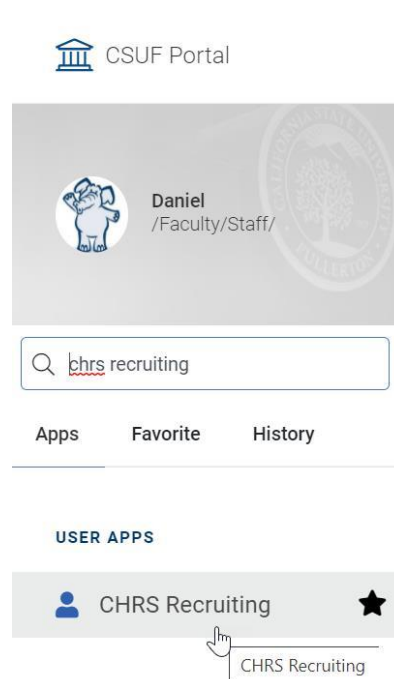 CSUF Portal
Daniel
/Faculty/Staff/
chrs recruiting
Apps Favorite History
USER APPS
CHRS Recruiting
CHRS Recruiting